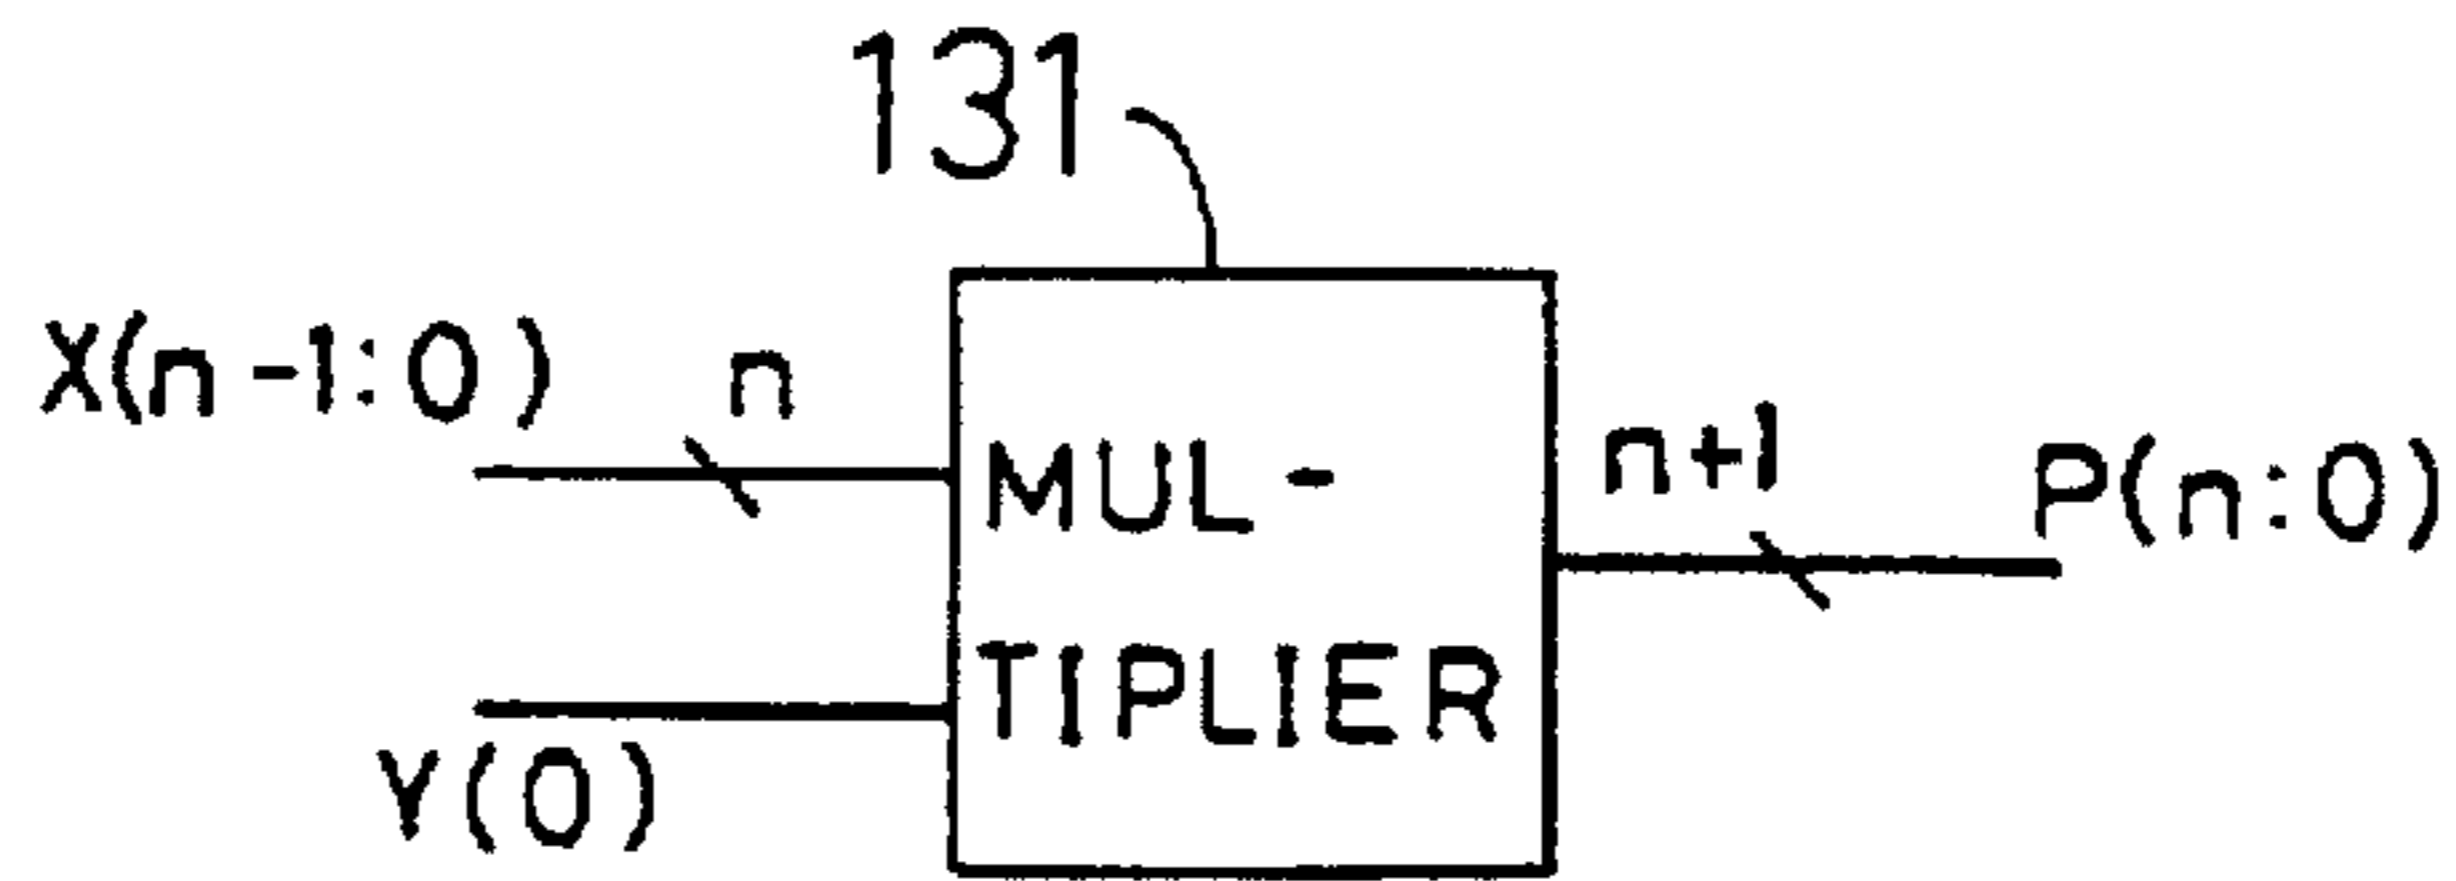 131
X(n-1:0)
n
MUL-
n+1
P(n:0)
TIPLIER
Y(0)